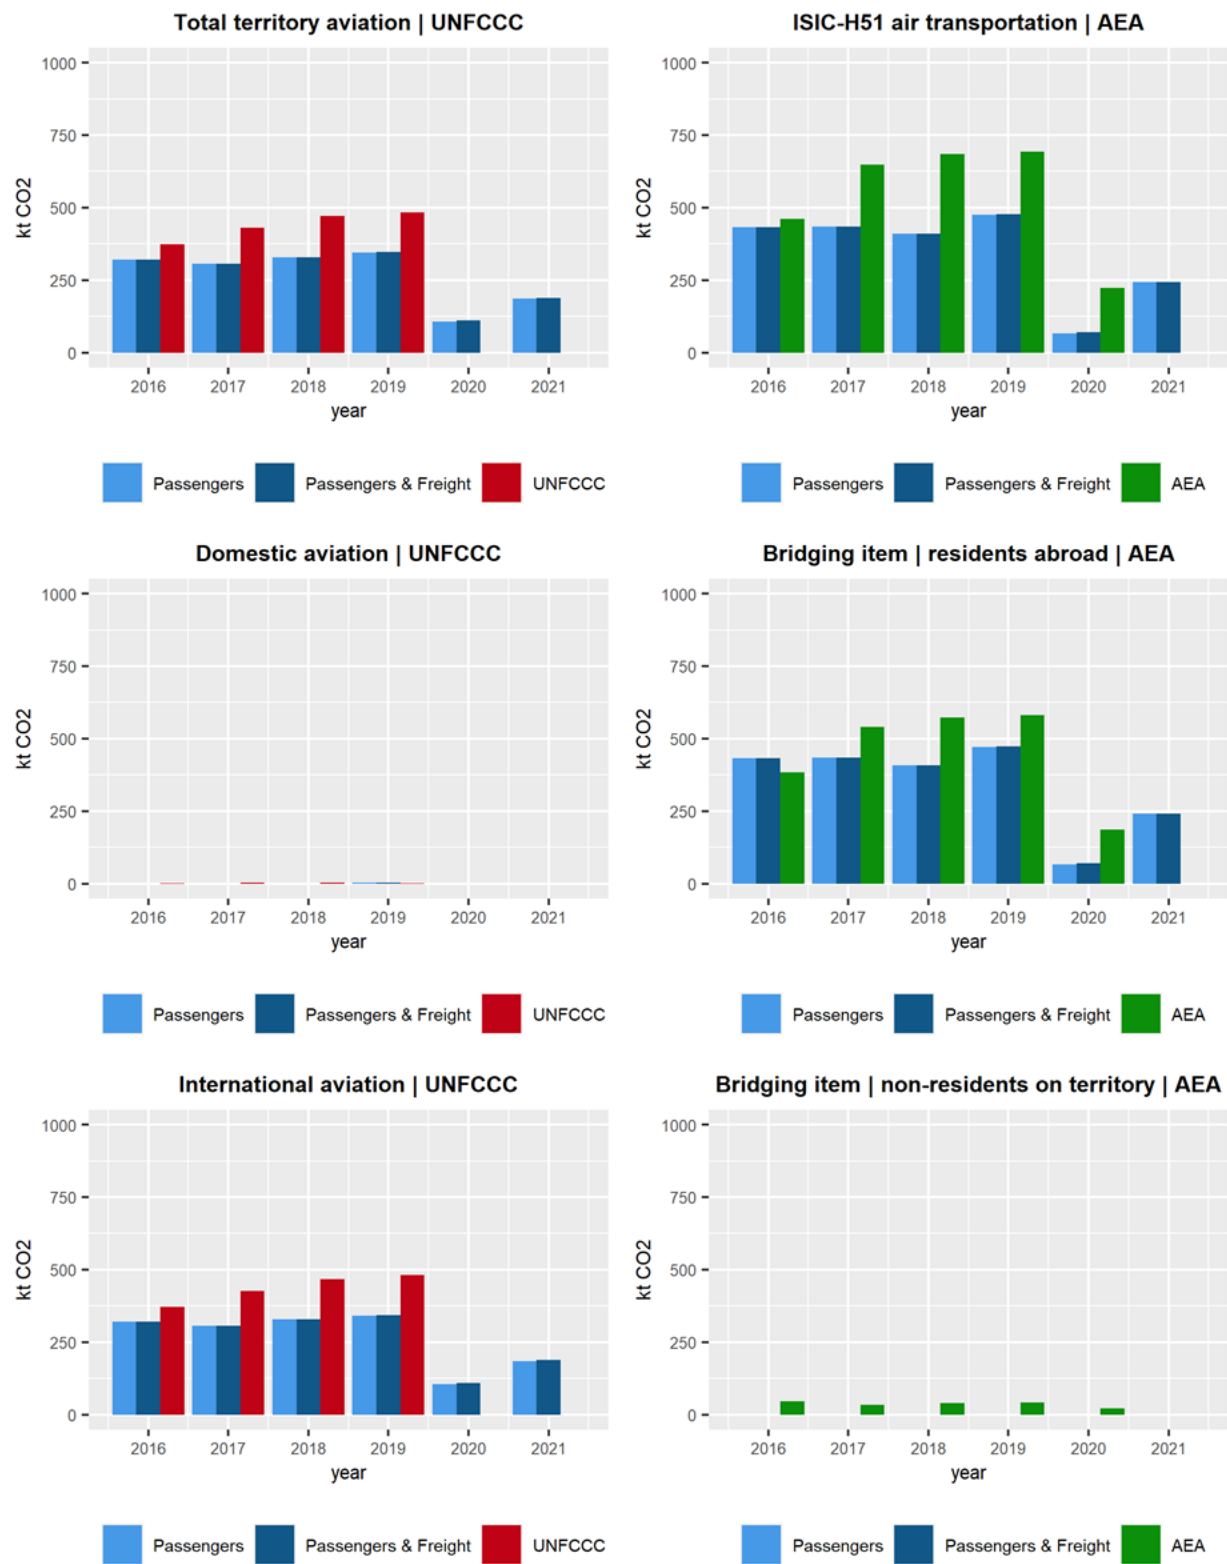 Total territory aviation | UNFCCC
1000
750
500
250
0
kt CO2
2016 2017 2018 2019 2020 2021
year
Passengers Passengers & Freight UNFCCC
ISIC-H51 air transportation | AEA
1000
750
500
250
0
kt CO2
2016 2017 2018 2019 2020 2021
year
Passengers Passengers & Freight AEA
Domestic aviation | UNFCCC
1000
750
500
250
0
kt CO2
2016 2017 2018 2019 2020 2021
year
Passengers Passengers & Freight UNFCCC
Bridging item | residents abroad | AEA
1000
750
500
250
0
kt CO2
2016 2017 2018 2019 2020 2021
year
Passengers Passengers & Freight AEA
International aviation | UNFCCC
1000
750
500
250
0
kt CO2
2016 2017 2018 2019 2020 2021
year
Passengers Passengers & Freight UNFCCC
Bridging item | non-residents on territory | AEA
1000
750
500
250
0
kt CO2
2016 2017 2018 2019 2020 2021
year
Passengers Passengers & Freight AEA